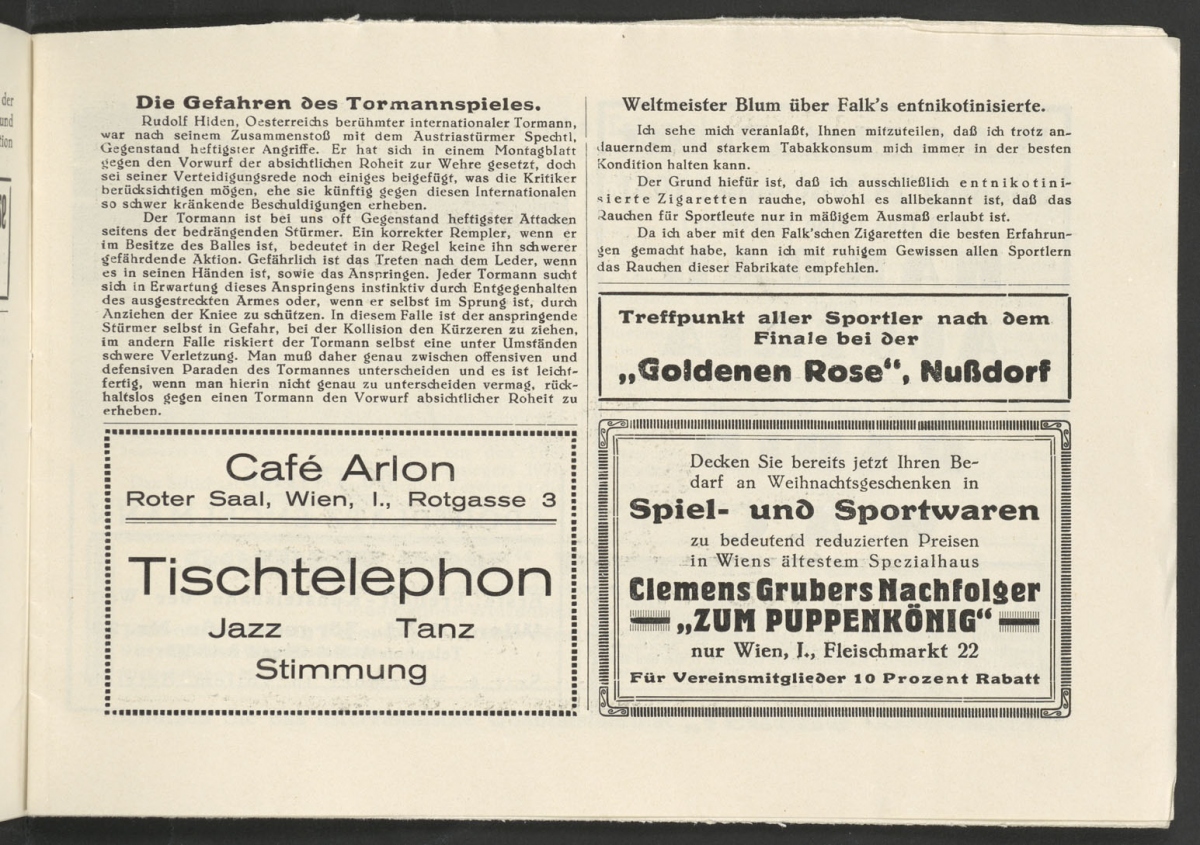 der
und
tion
Die Gefahren des Tormannspieles.
Rudolf Hiden, Oesterreichs berühmter internationaler Tormann,
war nach seinem Zusammenstoß mit dem Austriastürmer Spechtl,
Gegenstand heftigster Angriffe. Er hat sich in einem Montagblatt
gegen den Vorwurf der absichtlichen Roheit zur Wehre gesetzt, doch
sei seiner Verteidigungsrede noch einiges beigefügt, was die Kritiker
berücksichtigen mögen, ehe sie künftig gegen diesen Internationalen
so schwer kränkende Beschuldigungen erheben.
Der Tormann ist bei uns oft Gegenstand heftigster Attacken
seitens der bedrängenden Stürmer. Ein korrekter Rempler, wenn er
im Besitze des Balles ist, bedeutet in der Regel keine ihn schwerer
gefährdende Aktion. Gefährlich ist das Treten nach dem Leder, wenn
es in seinen Händen ist, sowie das Anspringen. Jeder Tormann sucht
sich in Erwartung dieses Anspringens instinktiv durch Entgegenhalten
des ausgestreckten Armes oder, wenn er selbst im Sprung ist, durch
Anziehen der Kniee zu schützen. In diesem Falle ist der anspringende
Stürmer selbst in Gefahr, bei der Kollision den Kürzeren zu ziehen,
im andern Falle riskiert der Tormann selbst eine unter Umständen
schwere Verletzung. Man muß daher genau zwischen offensiven und
defensiven Paraden des Tormannes unterscheiden und es ist leicht-
fertig, wenn man hierin nicht genau zu unterscheiden vermag, rück-
haltslos gegen einen Tormann den Vorwurf absichtlicher Roheit zu
erheben.
Café Arlon
Roter Saal, Wien, I., Rotgasse 3
Tischtelephon
Jazz Tanz
Stimmung
Weltmeister Blum über Falk's entnikotinisierte.
Ich sehe mich veranlaßt, Ihnen mitzuteilen, daß ich trotz an-
dauerndem und starkem Tabakkonsum mich immer in der besten
Kondition halten kann.
Der Grund hiefür ist, daß ich ausschließlich entnikotini-
sierte Zigaretten rauche, obwohl es allbekannt ist, daß das
Rauchen für Sportleute nur in mäßigem Ausmaß erlaubt ist.
Da ich aber mit den Falk'schen Zigaretten die besten Erfahrun-
gen gemacht habe, kann ich mit ruhigem Gewissen allen Sportlern
das Rauchen dieser Fabrikate empfehlen.
Treffpunkt aller Sportler nach dem
Finale bei der
„Goldenen Rose“, Nußdorf
Decken Sie bereits jetzt Ihren Be-
darf an Weihnachtsgeschenken in
Spiel- und Sportwaren
zu bedeutend reduzierten Preisen
in Wiens ältestem Spezialhaus
Clemens Grubers Nachfolger
„ZUM PUPPENKÖNIG“
nur Wien, I., Fleischmarkt 22
Für Vereinsmitglieder 10 Prozent Rabatt